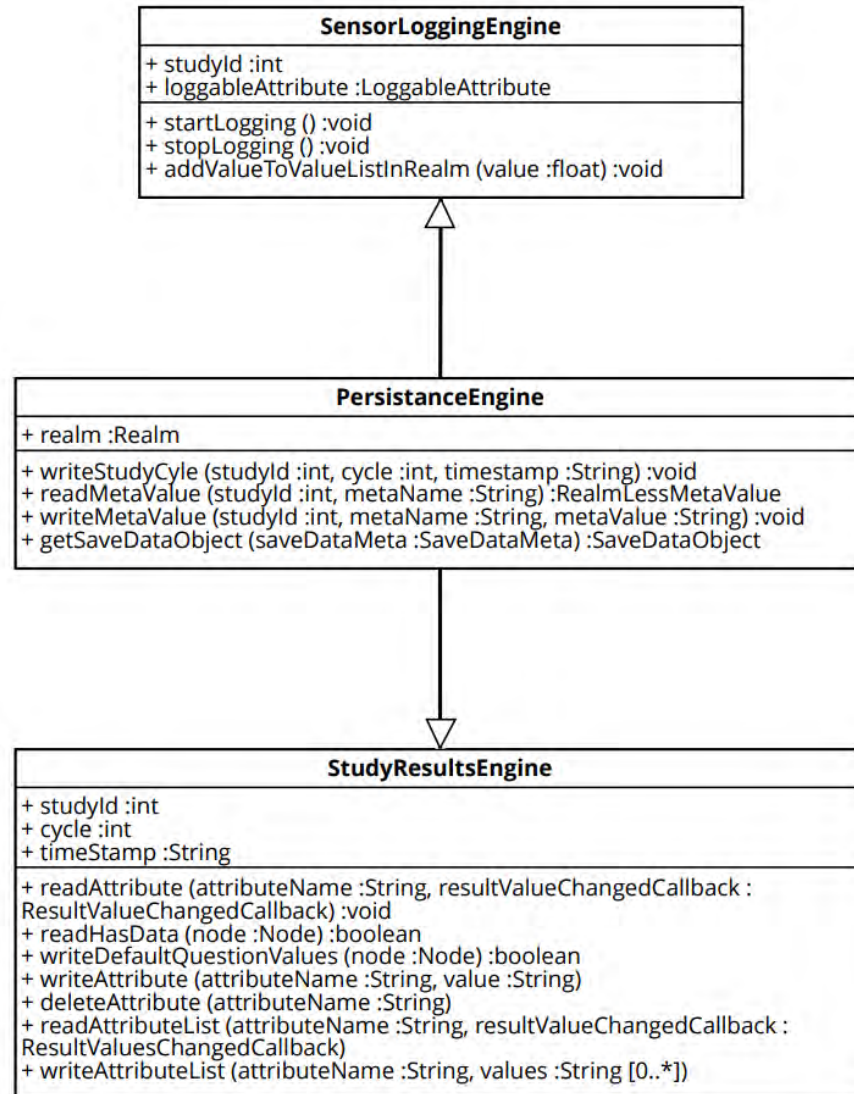 SensorLoggingEngine
+ studyId :int
+ loggableAttribute :LoggableAttribute
+ startLogging () :void
+ stopLogging () :void
+ addValueToValueListInRealm (value :float) :void
PersistanceEngine
+ realm :Realm
+ writeStudyCyle (studyId :int, cycle :int, timestamp :String) :void
+ readMetaValue (studyId :int, metaName :String) :RealmLessMetaValue
+ writeMetaValue (studyId :int, metaName :String, metaValue :String) :void
+ getSaveDataObject (saveDataMeta :SaveDataMeta) :SaveDataObject
StudyResultsEngine
+ studyId :int
+ cycle :int
+ timeStamp :String
+ readAttribute (attributeName :String, resultValueChangedCallback :
ResultValueChangedCallback) :void
+ readHasData (node :Node) :boolean
+ writeDefaultQuestionValues (node :Node) :boolean
+ writeAttribute (attributeName :String, value :String)
+ deleteAttribute (attributeName :String)
+ readAttributeList (attributeName :String, resultValueChangedCallback :
ResultValuesChangedCallback)
+ writeAttributeList (attributeName :String, values :String [0..*])